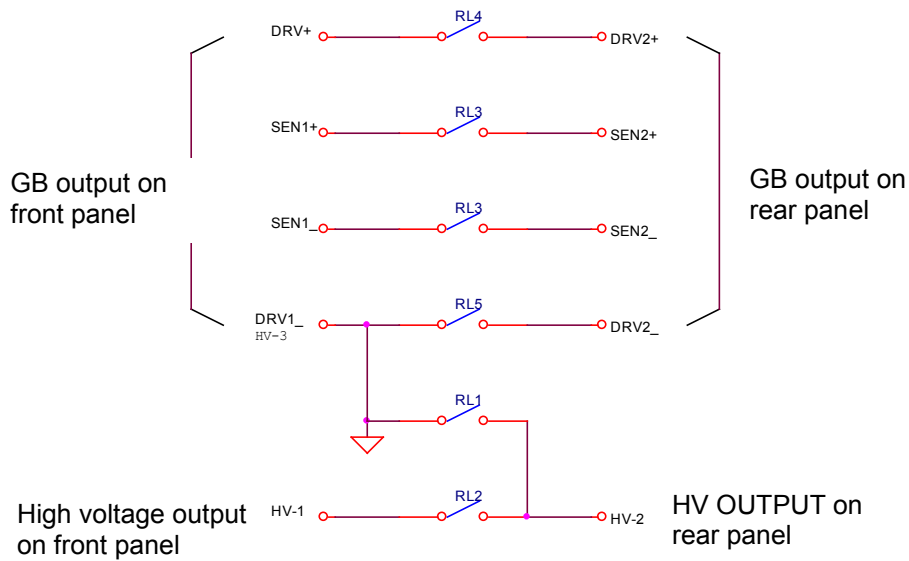 RL4
DRV+
DRV2+
RL3
SEN1+
SEN2+
GB output on
front panel
GB output on
rear panel
RL3
SEN1_
SEN2_
RL5
DRV1_
HV-3
DRV2_
RL1
High voltage output
on front panel
HV-1
RL2
HV-2
HV OUTPUT on
rear panel